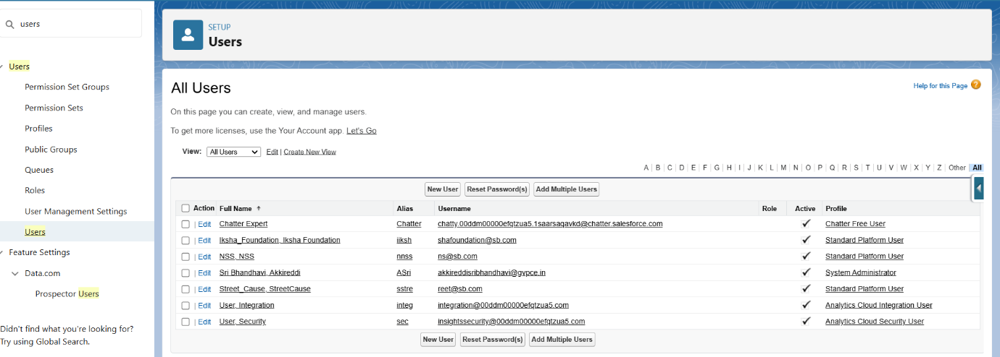 users
Users
Permission Set Groups
Permission Sets
Profiles
Public Groups
Queues
Roles
User Management Settings
Users
Feature Settings
Data.com
Prospector Users
Didn't find what you're looking for?
Try using Global Search.
SETUP
Users
All Users
Help for this Page ?
On this page you can create, view, and manage users.
To get more licenses, use the Your Account app. Let's Go
View: All Users Edit | Create New View
A | B | C | D | E | F | G | H | I | J | K | L | M | N | O | P | Q | R | S | T | U | V | W | X | Y | Z | Other All
New User Reset Password(s) Add Multiple Users
Action Full Name ↑ Alias Username Role Active Profile
| Edit Chatter Expert Chatter chatty.00ddm00000efqtzua5.1saarsaqavkd@chatter.salesforce.com ✓ Chatter Free User
| Edit Iksha_Foundation, Iksha Foundation iiksh shafoundation@sb.com ✓ Standard Platform User
| Edit NSS, NSS nnss ns@sb.com ✓ Standard Platform User
| Edit Sri Bhandhavi, Akkireddi ASri akkireddisribhandhavi@gvpce.in ✓ System Administrator
| Edit Street_Cause, StreetCause sstre reet@sb.com ✓ Standard Platform User
| Edit User, Integration integ integration@00ddm00000efqtzua5.com ✓ Analytics Cloud Integration User
| Edit User, Security sec insightssecurity@00ddm00000efqtzua5.com ✓ Analytics Cloud Security User
New User Reset Password(s) Add Multiple Users